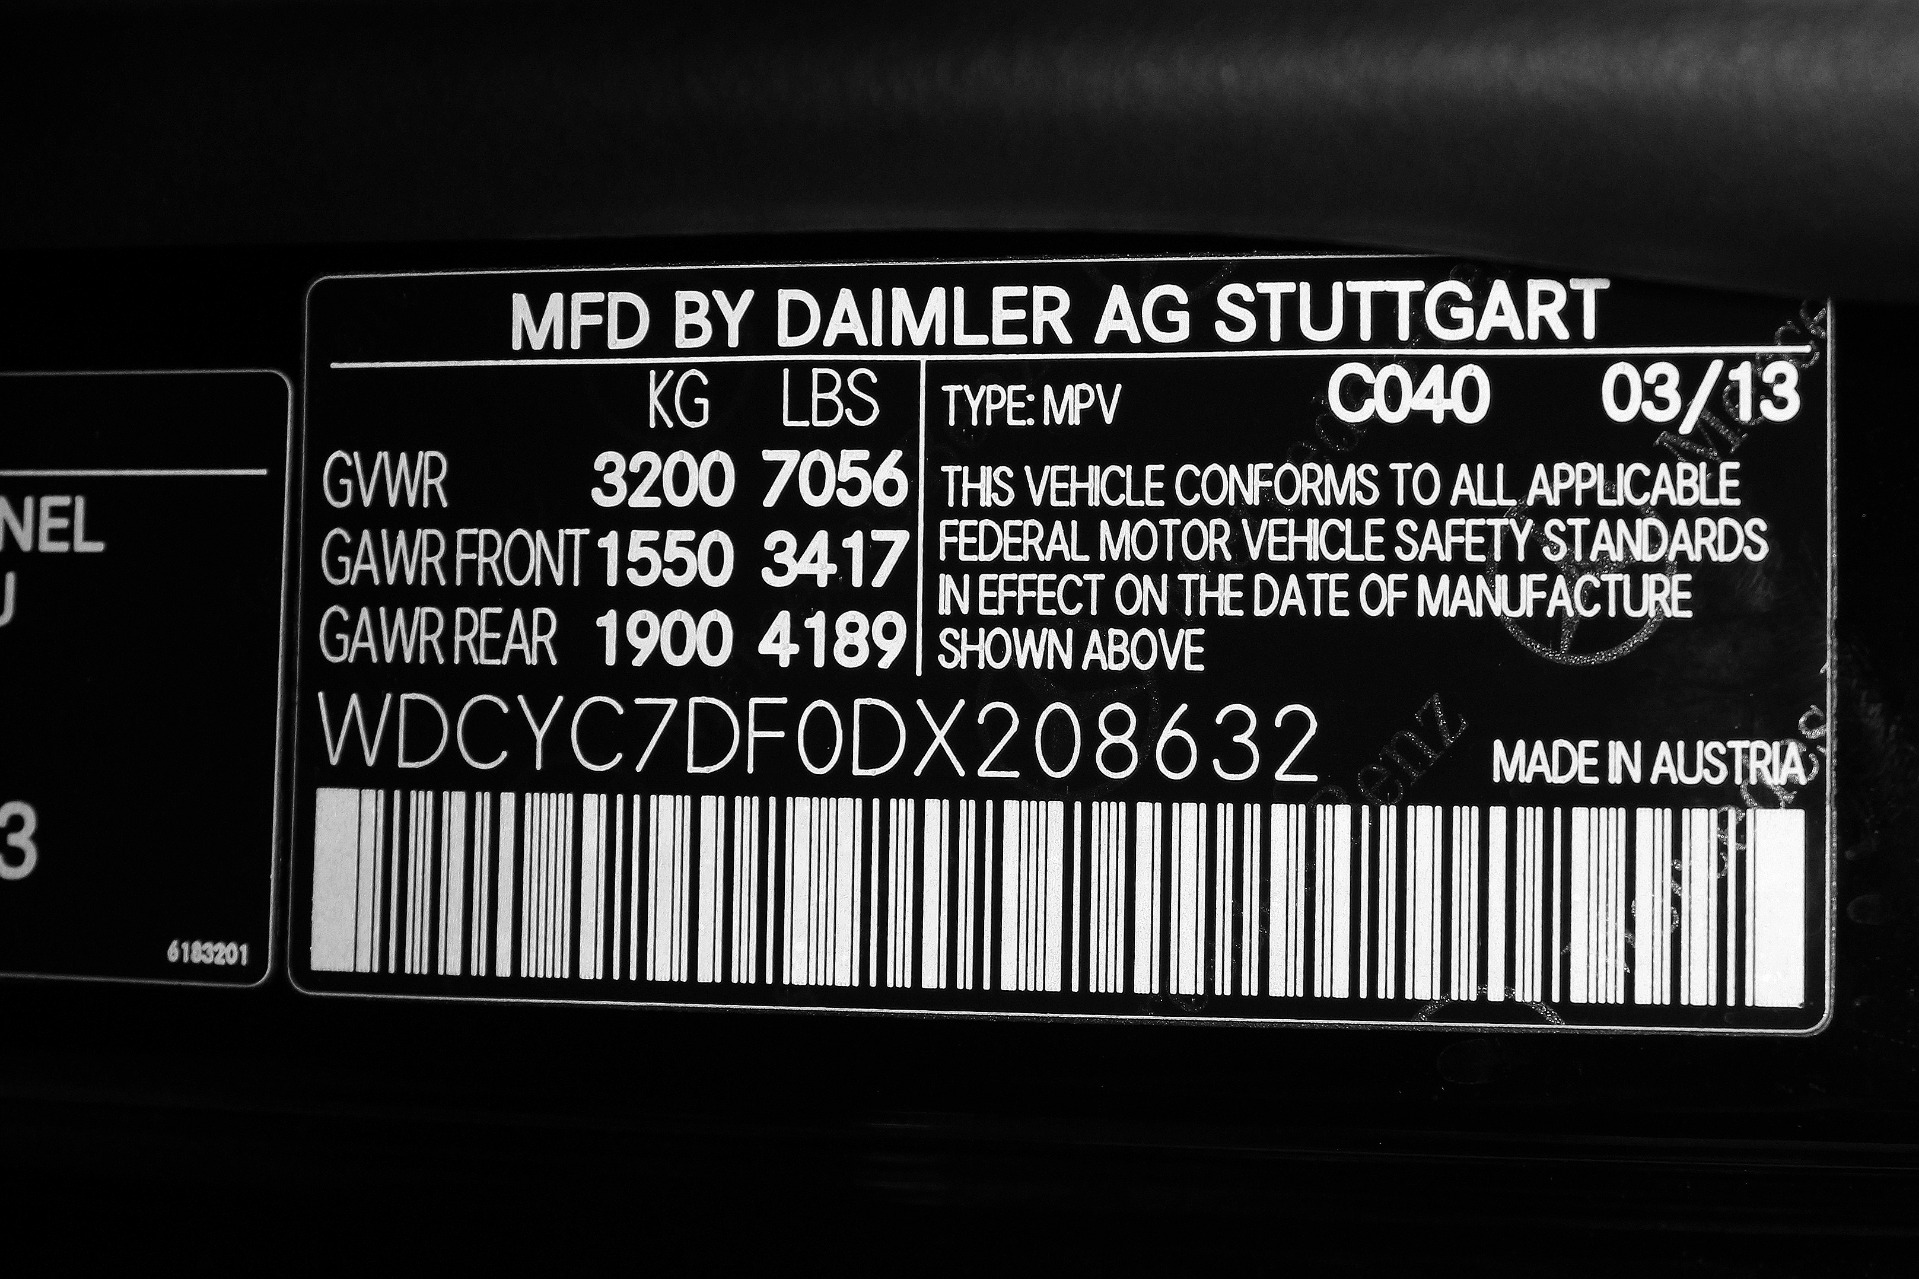 NEL
U
3
6183201
MFD BY DAIMLER AG STUTTGART
KG LBS
GVWR 3200 7056
GAWR FRONT 1550 3417
GAWR REAR 1900 4189
TYPE: MPV C040 03/13
THIS VEHICLE CONFORMS TO ALL APPLICABLE
FEDERAL MOTOR VEHICLE SAFETY STANDARDS
IN EFFECT ON THE DATE OF MANUFACTURE
SHOWN ABOVE
WDCYC7DF0DX208632
MADE IN AUSTRIA